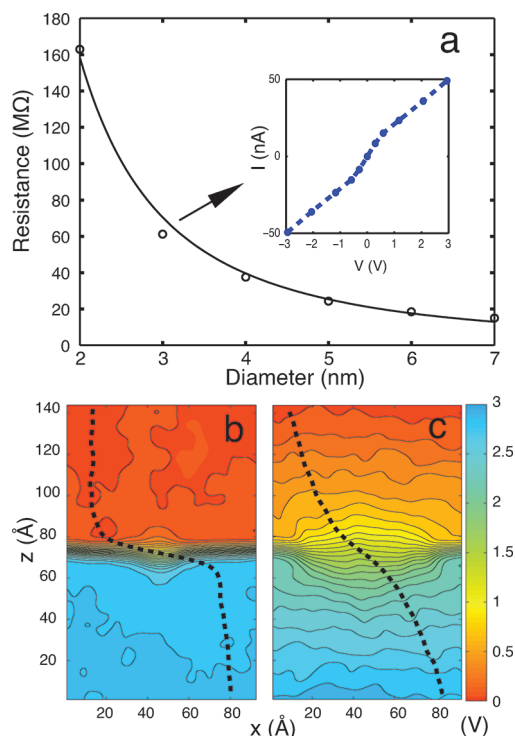 a
180
160
140
120
100
80
60
40
20
0
Resistance (MΩ)
2 3 4 5 6 7
Diameter (nm)
50
0
−50
I (nA)
−3 −2 −1 0 1 2 3
V (V)
b c
140
120
100
80
60
40
20
z (Å)
20 40 60 80
x (Å)
20 40 60 80
x (Å)
3
2.5
2
1.5
1
0.5
0
(V)